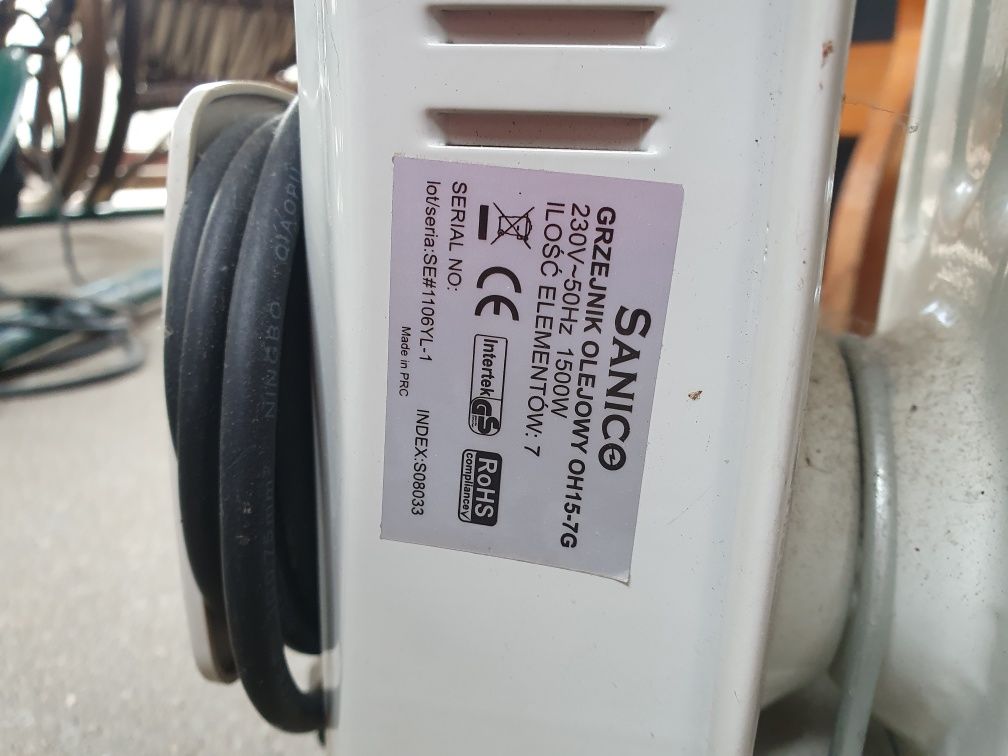 SANICO
GRZEJNIK OLEJOWY OH15-7G
230V~50Hz 1500W
ILOŚĆ ELEMENTÓW: 7
CE Intertek GS RoHS
compliance
SERIAL NO:
lot/seria:SE#1106YL-1 INDEX:S08033
Made in PRC